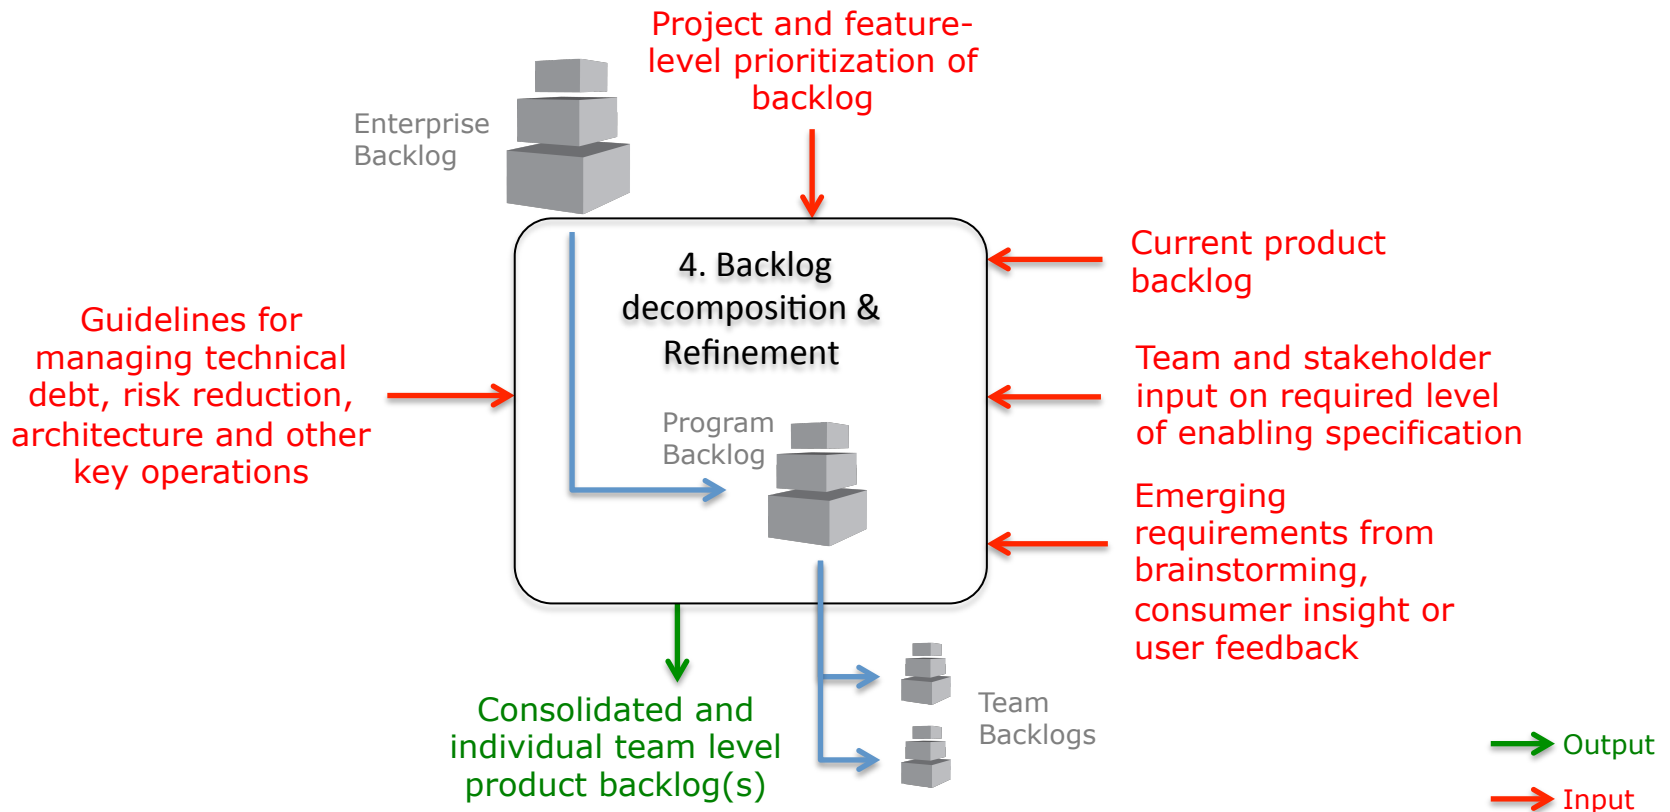 Project and feature-
level prioritization of
backlog
Enterprise
Backlog
4. Backlog
decomposition &
Refinement
Current product
backlog
Guidelines for
managing technical
debt, risk reduction,
architecture and other
key operations
Team and stakeholder
input on required level
of enabling specification
Program
Backlog
Emerging
requirements from
brainstorming,
consumer insight or
user feedback
Consolidated and
individual team level
product backlog(s)
Team
Backlogs
Output
Input